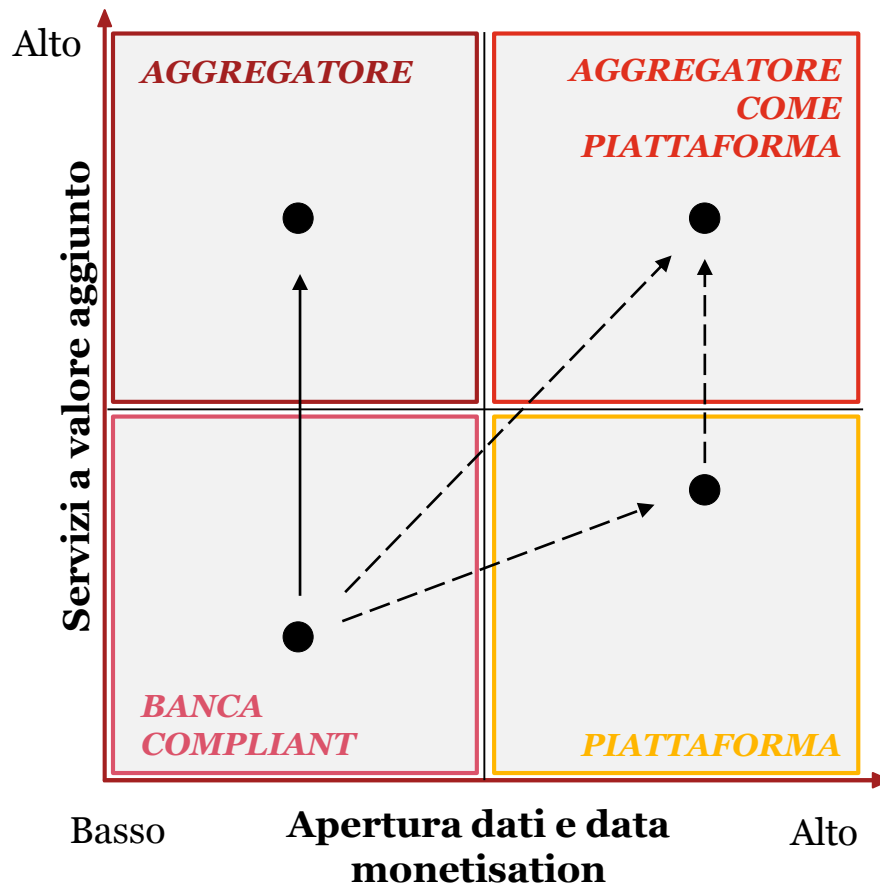 Alto
AGGREGATORE
AGGREGATORE
COME
PIATTAFORMA
Servizi a valore aggiunto
BANCA
COMPLIANT
PIATTAFORMA
Basso
Apertura dati e data
monetisation
Alto